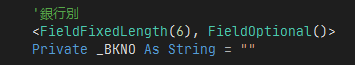 '銀行別
<FieldFixedLength(6), FieldOptional()>
Private _BKNO As String = ""